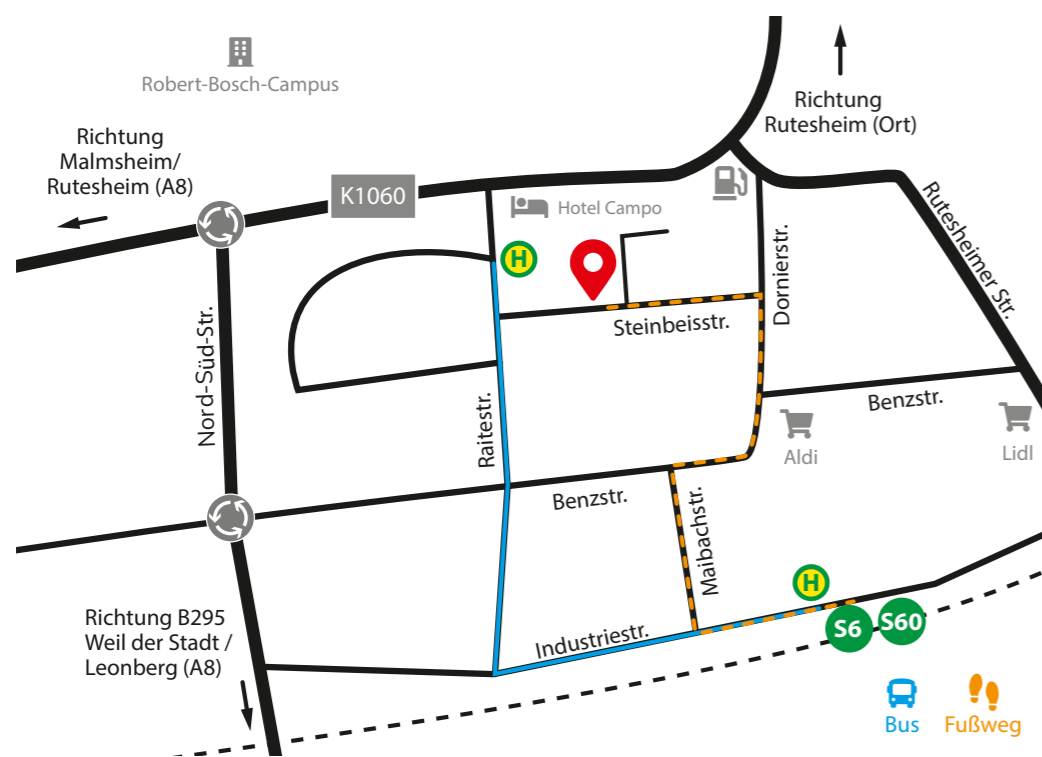 Robert-Bosch-Campus
Richtung
Malmsheim/
Rutesheim (A8)
K1060
Richtung
Rutesheim (Ort)
Hotel Campo
H
Rutesheimer Str.
Dornierstr.
Steinbeisstr.
Nord-Süd-Str.
Raitestr.
Benzstr.
Aldi
Lidl
Benzstr.
Maibachstr.
H
Industriestr.
S6
S60
Richtung B295
Weil der Stadt /
Leonberg (A8)
Bus
Fußweg